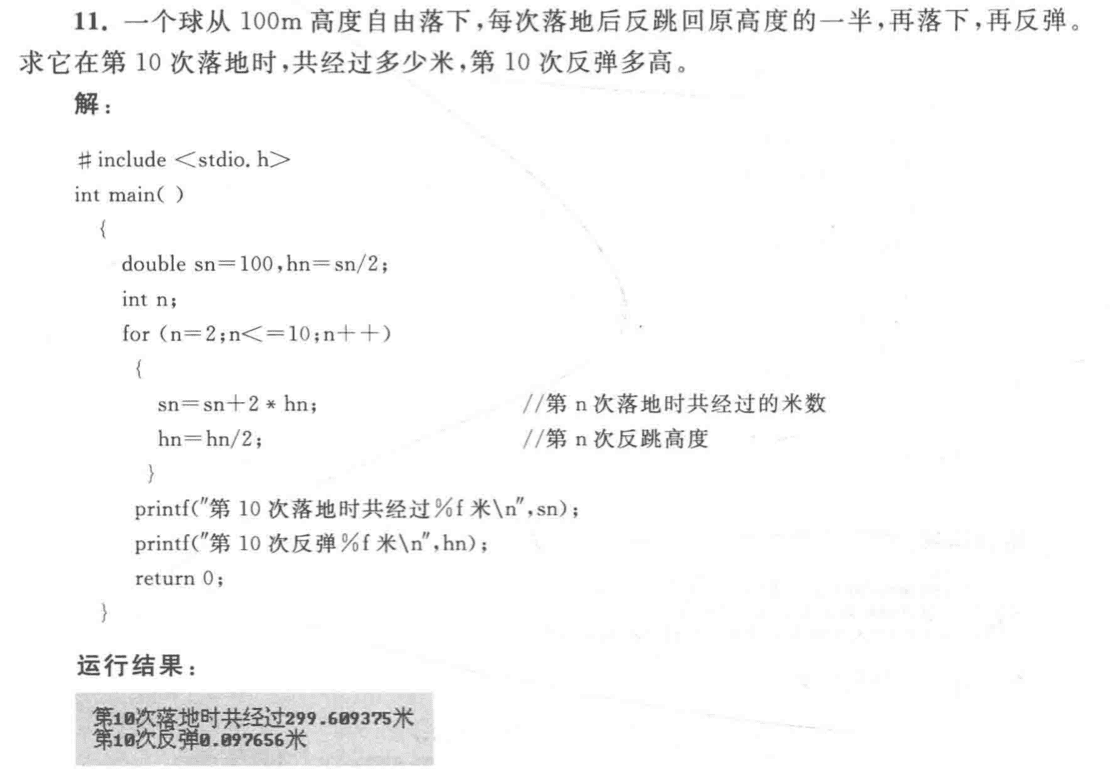 11. 一个球从 100m 高度自由落下,每次落地后反跳回原高度的一半,再落下,再反弹。
求它在第 10 次落地时,共经过多少米,第 10 次反弹多高。
解:
#include <stdio.h>
int main( )
{
double sn=100,hn=sn/2;
int n;
for (n=2;n<=10;n++)
{
sn=sn+2*hn; //第 n 次落地时共经过的米数
hn=hn/2; //第 n 次反跳高度
}
printf("第 10 次落地时共经过%f 米\n",sn);
printf("第 10 次反弹%f 米\n",hn);
return 0;
}
运行结果:
第10次落地时共经过299.609375米
第10次反弹0.097656米